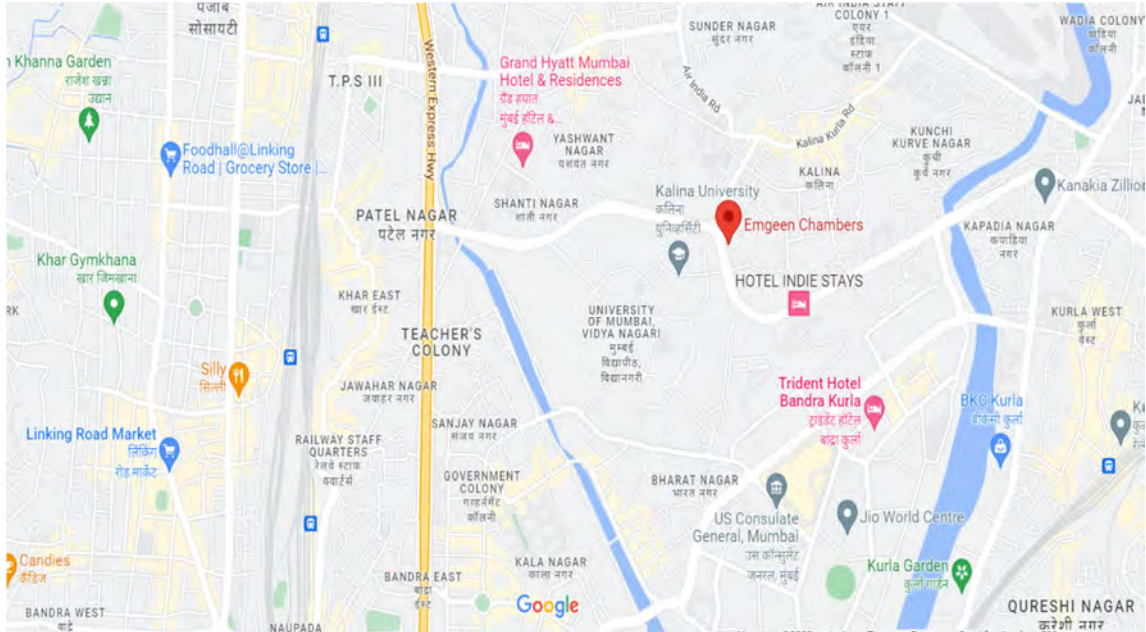 पंजाब
सोसायटी
Khanna Garden
राजेश खन्ना
उद्यान
T.P.S III
Western Express Hwy
Grand Hyatt Mumbai
Hotel & Residences
ग्रँड हयात
मुंबई हॉटेल &...
SUNDER NAGAR
सुंदर नगर
COLONY 1
एयर
इंडिया
स्टाफ
कॉलनी 1
WADIA COLONY
वाडिया
कॉलनी
Air India Rd
Kalina Kurla Rd
Foodhall@Linking
Road | Grocery Store |...
YASHWANT
NAGAR
यशवंत नगर
KUNCHI
KURVE NAGAR
कुंची
कुर्वे नगर
KALINA
कलिना
Kanakia Zillion
PATEL NAGAR
पटेल नगर
SHANTI NAGAR
शांती नगर
Kalina University
कलिना
युनिव्हर्सिटी
Emgeen Chambers
KAPADIA NAGAR
कपाडिया
नगर
Khar Gymkhana
खार जिमखाना
KHAR EAST
खार ईस्ट
HOTEL INDIE STAYS
UNIVERSITY
OF MUMBAI,
VIDYA NAGARI
मुम्बई
विद्यापीठ,
विद्यानगरी
KURLA WEST
कुर्ला
वेस्ट
TEACHER'S
COLONY
Silly
सिल्ली
JAWAHAR NAGAR
जवाहर नगर
Trident Hotel
Bandra Kurla
ट्राइडेंट हॉटेल
बांद्रा कुर्ला
BKC Kurla
बीकेसी कुर्ला
Linking Road Market
लिंकिंग
रोड मार्केट
RAILWAY STAFF
QUARTERS
रेल्वे स्टाफ
क्वार्टर्स
SANJAY NAGAR
संजय नगर
GOVERNMENT
COLONY
गव्हर्नमेंट
कॉलनी
BHARAT NAGAR
भारत नगर
US Consulate
General, Mumbai
उस कॉन्सुलेट
जनरल, मुंबई
Jio World Centre
Candies
कैंडिज
KALA NAGAR
काला नगर
BANDRA EAST
बांद्रा
ईस्ट
Google
Kurla Garden
कुर्ला गार्डन
BANDRA WEST
NAUPADA
QURESHI NAGAR
करेशी नगर